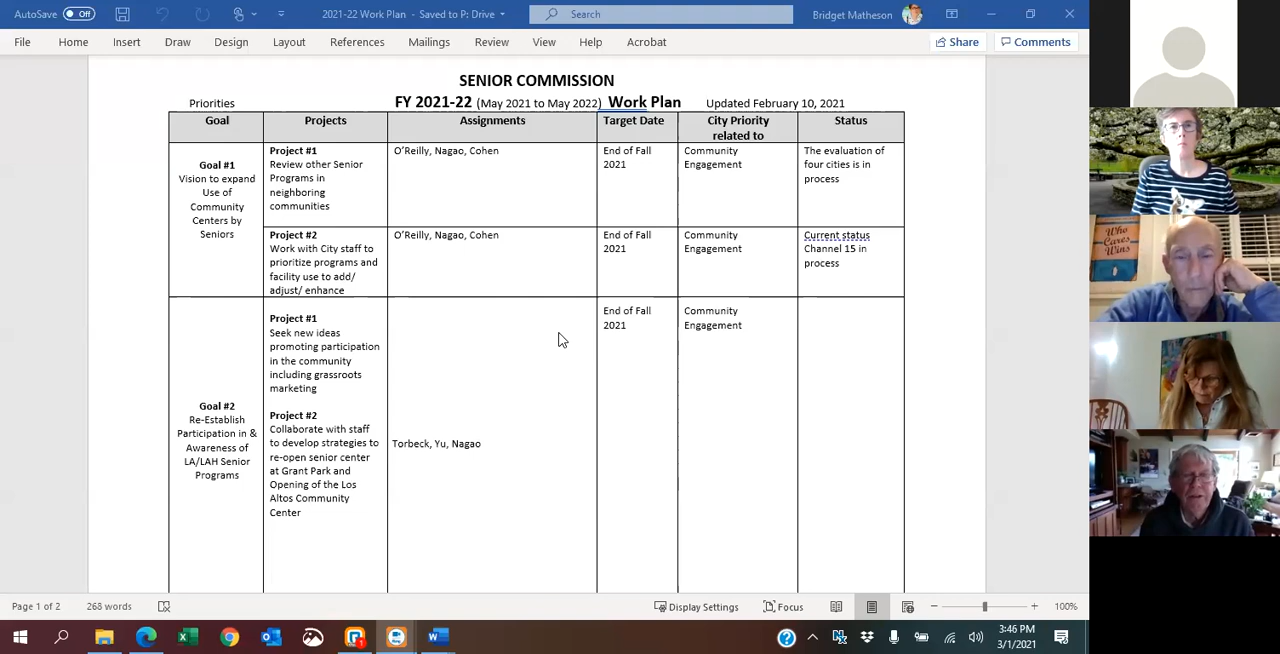 AutoSave Off 2021-22 Work Plan - Saved to P: Drive Search Bridget Matheson
File Home Insert Draw Design Layout References Mailings Review View Help Acrobat Share Comments
SENIOR COMMISSION
Priorities FY 2021-22 (May 2021 to May 2022) Work Plan Updated February 10, 2021
Goal Projects Assignments Target Date City Priority related to Status
Goal #1
Vision to expand
Use of
Community
Centers by
Seniors
Project #1
Review other Senior
Programs in
neighboring
communities
O'Reilly, Nagao, Cohen
End of Fall
2021
Community
Engagement
The evaluation of
four cities is in
process
Project #2
Work with City staff to
prioritize programs and
facility use to add/
adjust/ enhance
O'Reilly, Nagao, Cohen
End of Fall
2021
Community
Engagement
Current status
Channel 15 in
process
Goal #2
Re-Establish
Participation in &
Awareness of
LA/LAH Senior
Programs
Project #1
Seek new ideas
promoting participation
in the community
including grassroots
marketing
End of Fall
2021
Community
Engagement
Project #2
Collaborate with staff
to develop strategies to
re-open senior center
at Grant Park and
Opening of the Los
Altos Community
Center
Torbeck, Yu, Nagao
Who
Cares
Wins
Page 1 of 2 268 words Display Settings Focus 100%
3:46 PM
3/1/2021